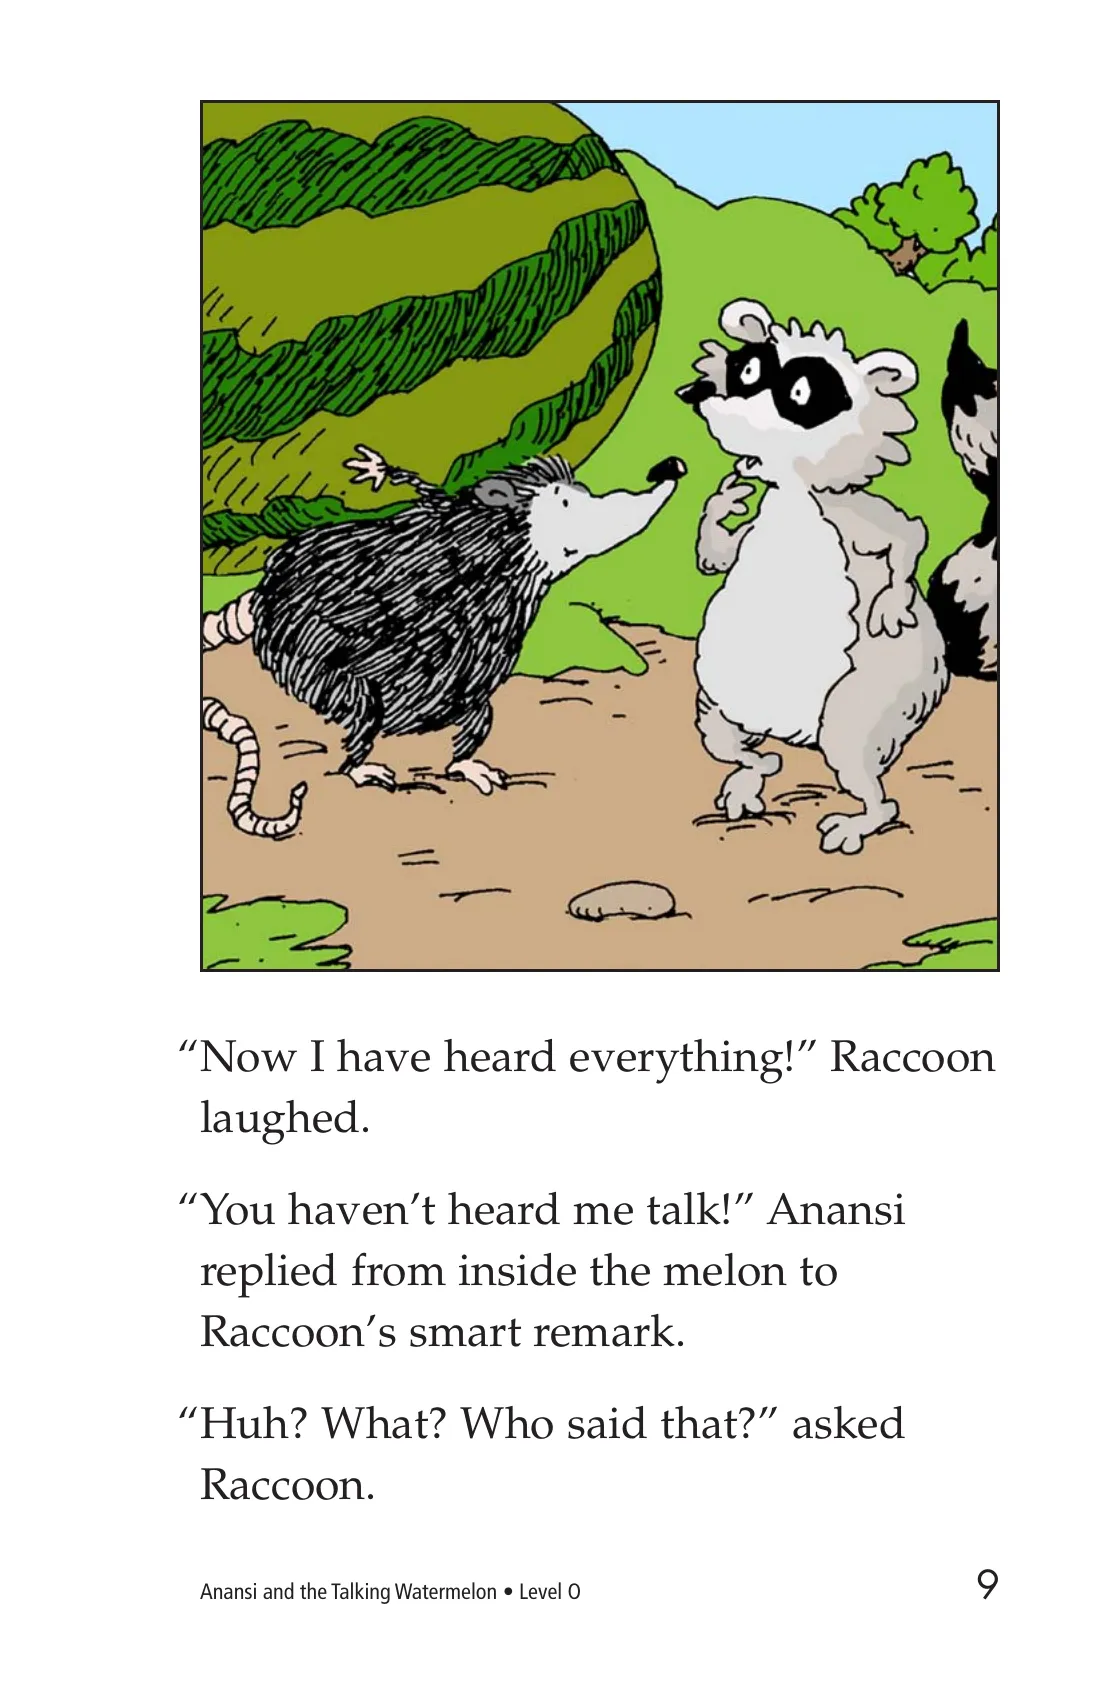 “Now I have heard everything!” Raccoon
laughed.
“You haven’t heard me talk!” Anansi
replied from inside the melon to
Raccoon’s smart remark.
“Huh? What? Who said that?” asked
Raccoon.
Anansi and the Talking Watermelon • Level O
9